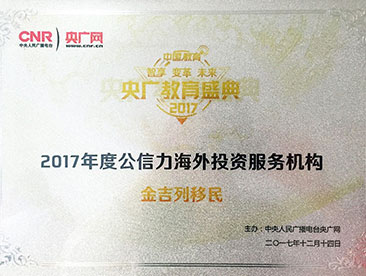 CNR 央广网
中央人民广播电台 www.cnr.cn
中国教育
智享 变革 未来
央广教育盛典
2017
2017年度公信力海外投资服务机构
金吉列移民
主办：中央人民广播电台央广网
二〇一七年十二月十四日